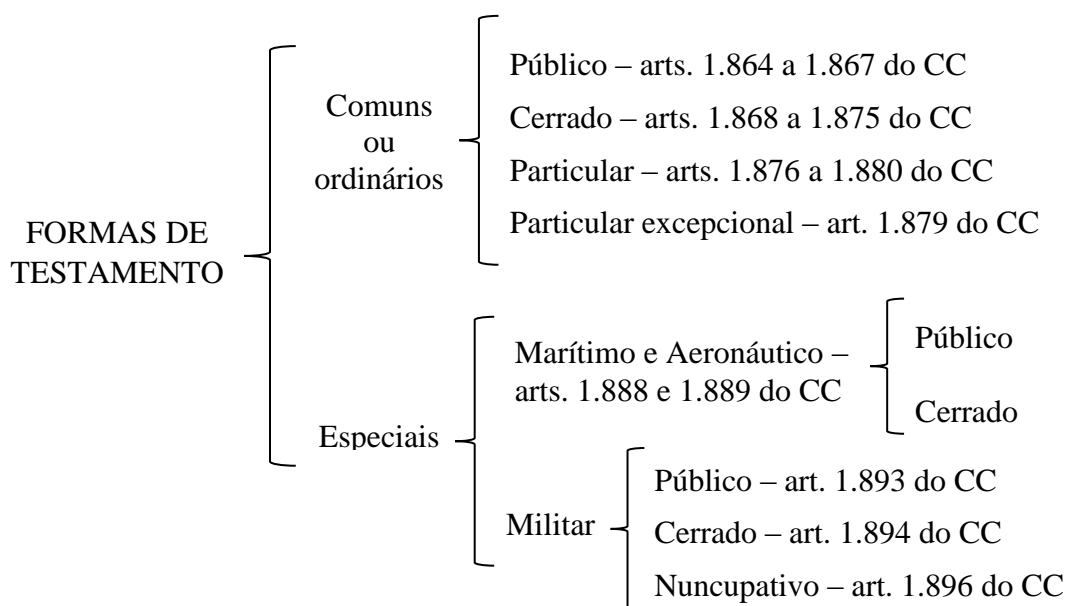 FORMAS DE
TESTAMENTO
Comuns
ou
ordinários
Público – arts. 1.864 a 1.867 do CC
Cerrado – arts. 1.868 a 1.875 do CC
Particular – arts. 1.876 a 1.880 do CC
Particular excepcional – art. 1.879 do CC
Especiais
Marítimo e Aeronáutico –
arts. 1.888 e 1.889 do CC
Público
Cerrado
Militar
Público – art. 1.893 do CC
Cerrado – art. 1.894 do CC
Nuncupativo – art. 1.896 do CC